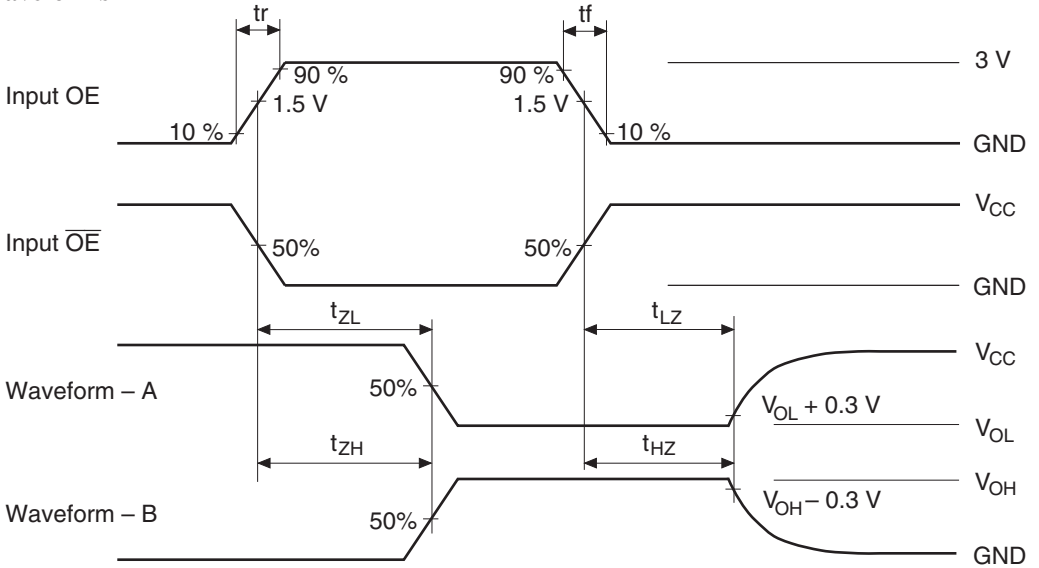 tr
tf
90 %
90 %
3 V
Input OE
1.5 V
1.5 V
10 %
10 %
GND
V_CC
Input O̅E̅
50%
50%
GND
t_ZL
t_LZ
V_CC
Waveform – A
50%
V_OL + 0.3 V
V_OL
t_ZH
t_HZ
V_OH
V_OH – 0.3 V
Waveform – B
50%
GND